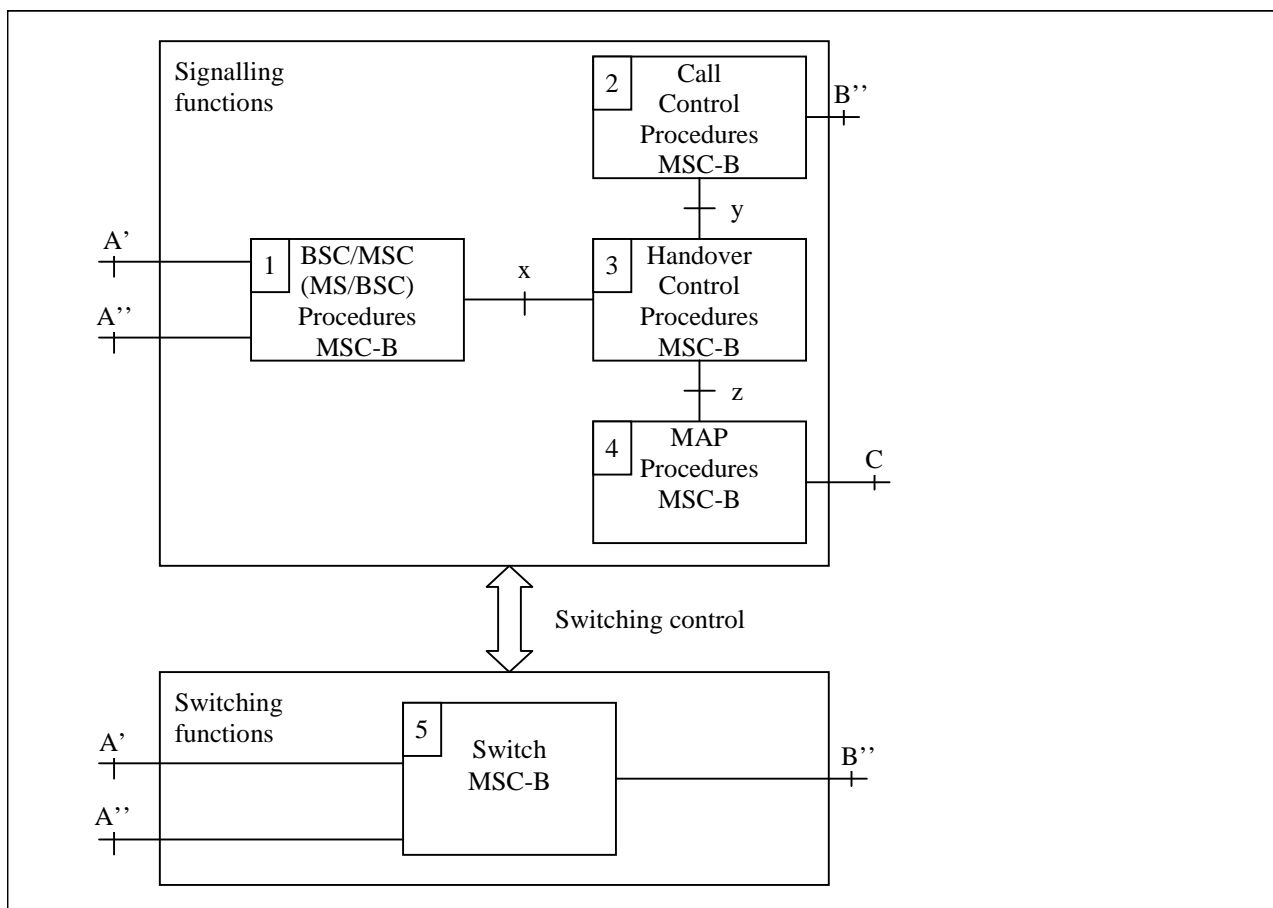 Signalling
functions
2
Call
Control
Procedures
MSC-B
B’’
y
A’
A’’
1
BSC/MSC
(MS/BSC)
Procedures
MSC-B
x
3
Handover
Control
Procedures
MSC-B
z
4
MAP
Procedures
MSC-B
C
Switching control
Switching
functions
A’
A’’
5
Switch
MSC-B
B’’